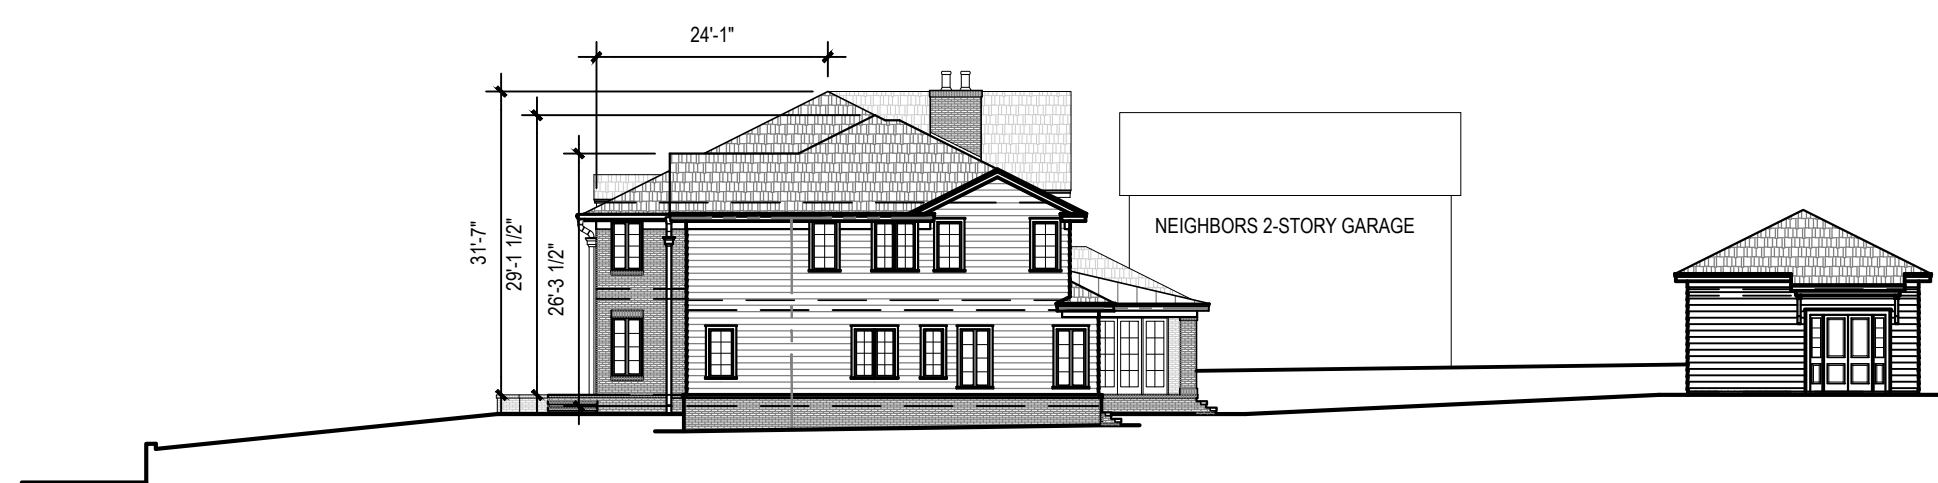 24'-1"
31'-7"
29'-1 1/2"
26'-3 1/2"
NEIGHBORS 2-STORY GARAGE